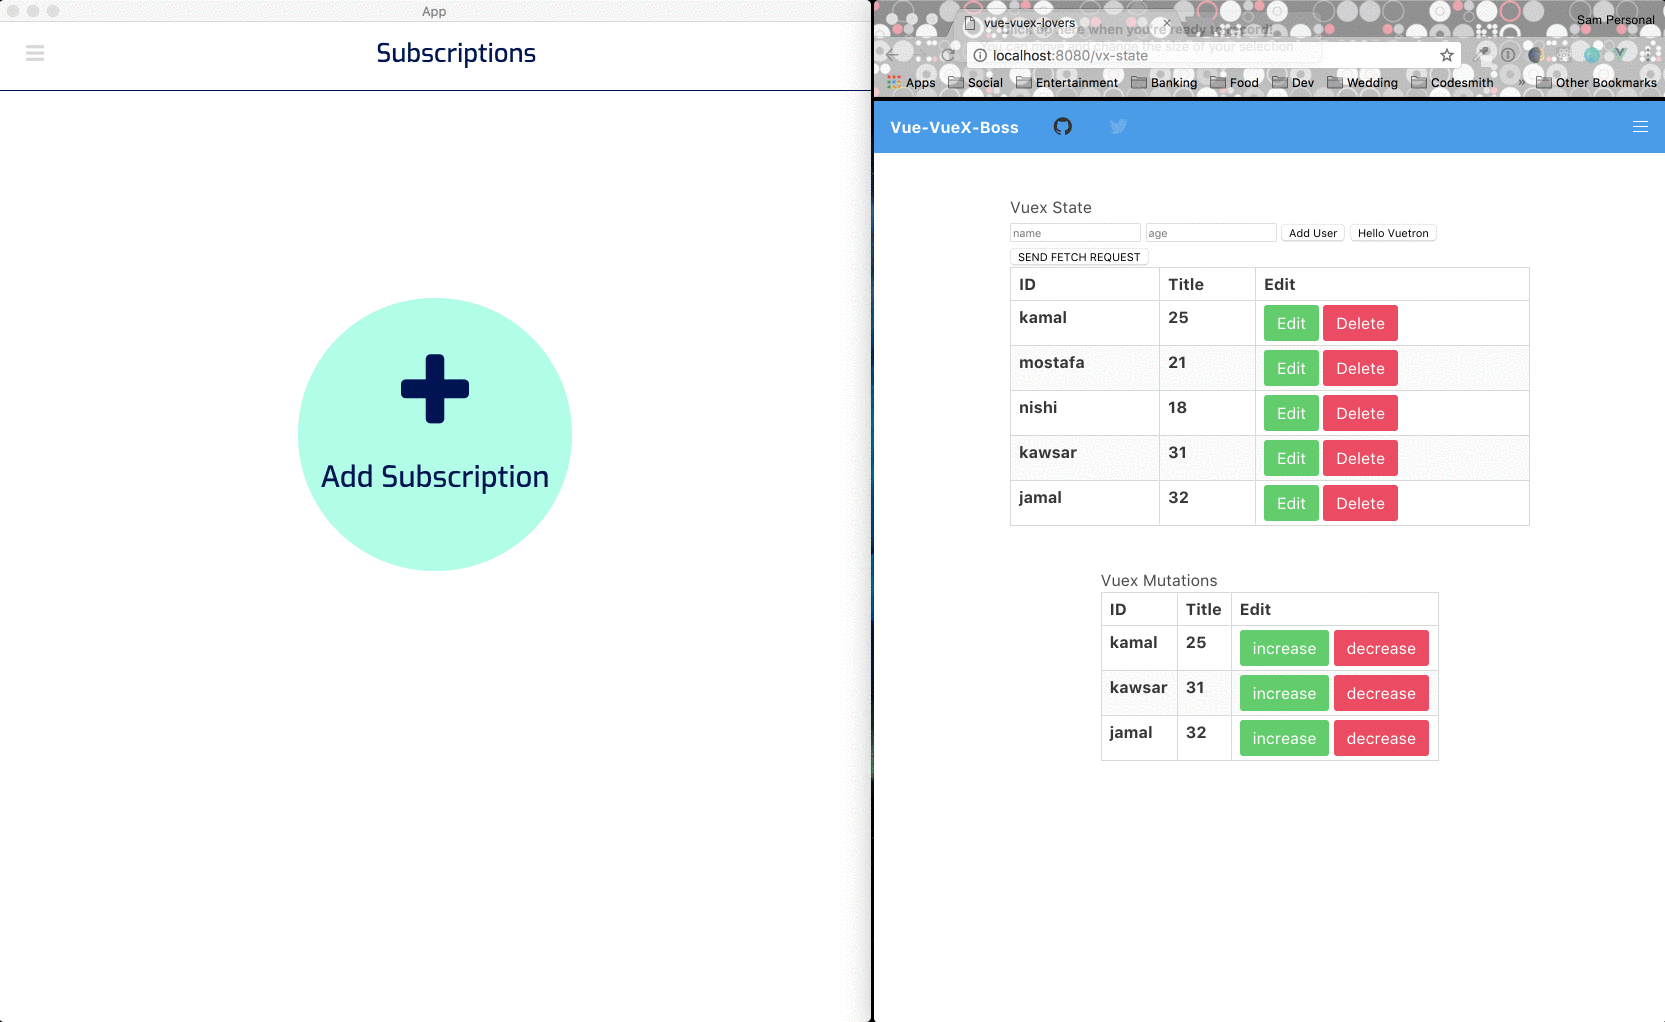 App
Subscriptions
Add Subscription
Sam Personal
vue-vuex-lovers
Click up here when you're ready to record!
You can move and change the size of your selection
localhost:8080/vx-state
Apps Social Entertainment Banking Food Dev Wedding Codesmith » Other Bookmarks
Vue-VueX-Boss
Vuex State
name age Add User Hello Vuetron
SEND FETCH REQUEST
ID Title Edit
kamal 25 Edit Delete
mostafa 21 Edit Delete
nishi 18 Edit Delete
kawsar 31 Edit Delete
jamal 32 Edit Delete
Vuex Mutations
ID Title Edit
kamal 25 increase decrease
kawsar 31 increase decrease
jamal 32 increase decrease